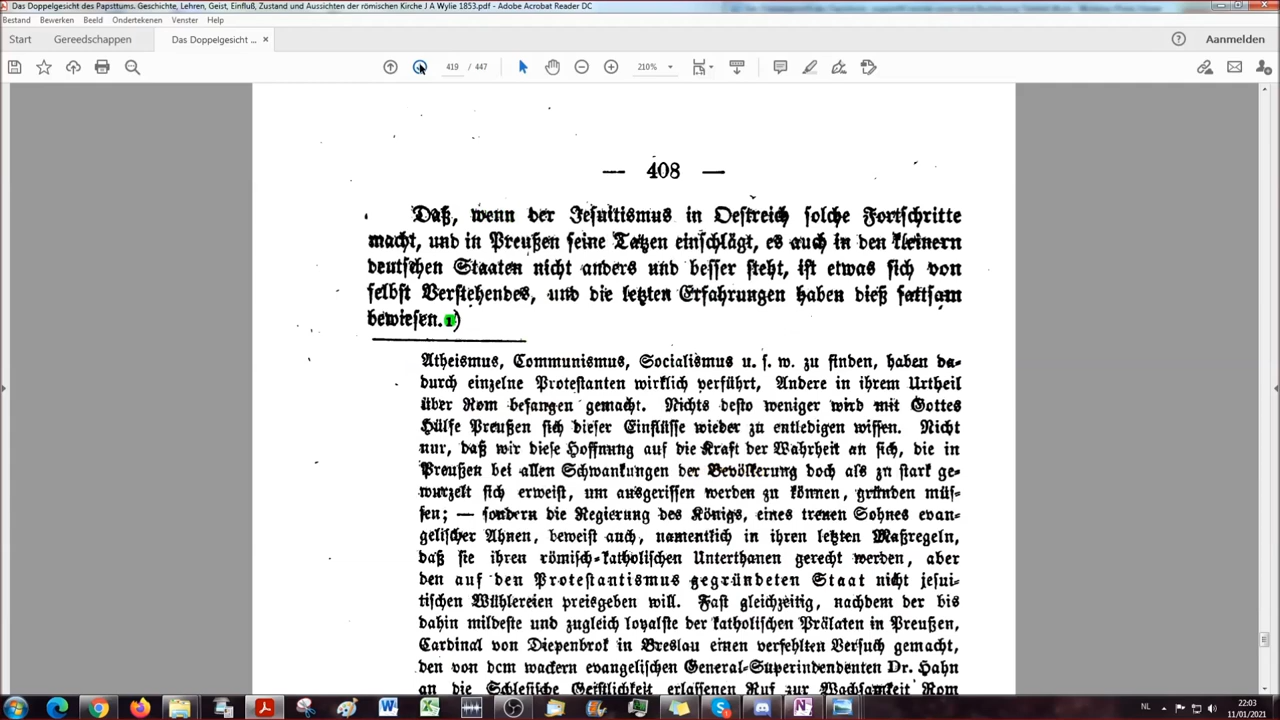 Das Doppelgesicht des Papsttums. Geschichte, Lehren, Geist, Einfluß, Zustand und Aussichten der römischen Kirche J A Wylie 1853.pdf - Adobe Acrobat Reader DC
Bestand Bewerken Beeld Ondertekenen Venster Help
Start Gereedschappen Das Doppelgesicht ... × Aanmelden
419 / 447 210%
— 408 —
Daß, wenn der Jesuitismus in Oestreich solche Fortschritte
macht, und in Preußen seine Tatzen einschlägt, es auch in den kleinern
deutschen Staaten nicht anders und besser steht, ist etwas sich von
selbst Verstehendes, und die letzten Erfahrungen haben dieß sattsam
bewiesen. 1)
Atheismus, Communismus, Socialismus u. s. w. zu finden, haben da-
durch einzelne Protestanten wirklich verführt, Andere in ihrem Urtheil
über Rom befangen gemacht. Nichts desto weniger wird mit Gottes
Hülfe Preußen sich dieser Einflüsse wieder zu entledigen wissen. Nicht
nur, daß wir diese Hoffnung auf die Kraft der Wahrheit an sich, die in
Preußen bei allen Schwankungen der Bevölkerung doch als zu stark ge-
wurzelt sich erweist, um ausgerissen werden zu können, gründen müs-
sen; — sondern die Regierung des Königs, eines treuen Sohnes evan-
gelischer Ahnen, beweist auch, namentlich in ihren letzten Maßregeln,
daß sie ihren römisch-katholischen Unterthanen gerecht werden, aber
den auf den Protestantismus gegründeten Staat nicht jesui-
tischen Wühlereien preisgeben will. Fast gleichzeitig, nachdem der bis
dahin mildeste und zugleich loyalste der katholischen Prälaten in Preußen,
Cardinal von Diepenbrok in Breslau einen verfehlten Versuch gemacht,
den von dem wackern evangelischen General-Superindendenten Dr. Hahn
an die Schlesische Geistlichkeit erlassenen Ruf zur Wachsamkeit Rom
NL 22:03
11/01/2021